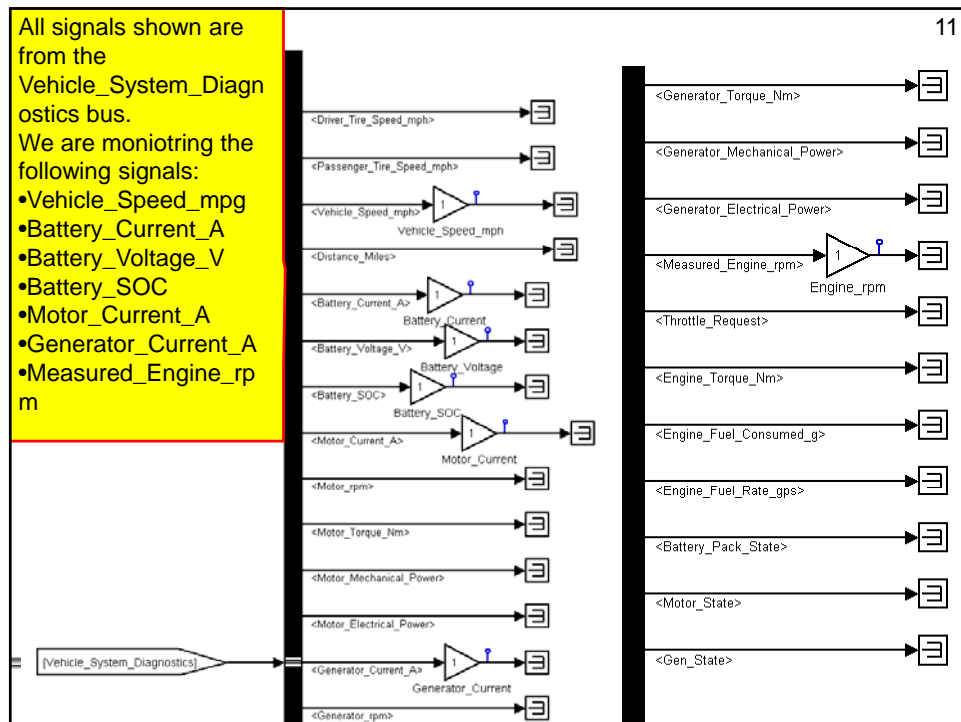 All signals shown are
from the
Vehicle_System_Diagn
ostics bus.
We are moniotring the
following signals:
•Vehicle_Speed_mpg
•Battery_Current_A
•Battery_Voltage_V
•Battery_SOC
•Motor_Current_A
•Generator_Current_A
•Measured_Engine_rp
m
11
<Driver_Tire_Speed_mph>
<Passenger_Tire_Speed_mph>
<Vehicle_Speed_mph>
1
Vehicle_Speed_mph
<Distance_Miles>
<Battery_Current_A>
1
Battery_Current
<Battery_Voltage_V>
1
Battery_Voltage
<Battery_SOC>
1
Battery_SOC
<Motor_Current_A>
1
Motor_Current
<Motor_rpm>
<Motor_Torque_Nm>
<Motor_Mechanical_Power>
<Motor_Electrical_Power>
[Vehicle_System_Diagnostics]
<Generator_Current_A>
1
Generator_Current
<Generator_rpm>
<Generator_Torque_Nm>
<Generator_Mechanical_Power>
<Generator_Electrical_Power>
<Measured_Engine_rpm>
1
Engine_rpm
<Throttle_Request>
<Engine_Torque_Nm>
<Engine_Fuel_Consumed_g>
<Engine_Fuel_Rate_gps>
<Battery_Pack_State>
<Motor_State>
<Gen_State>